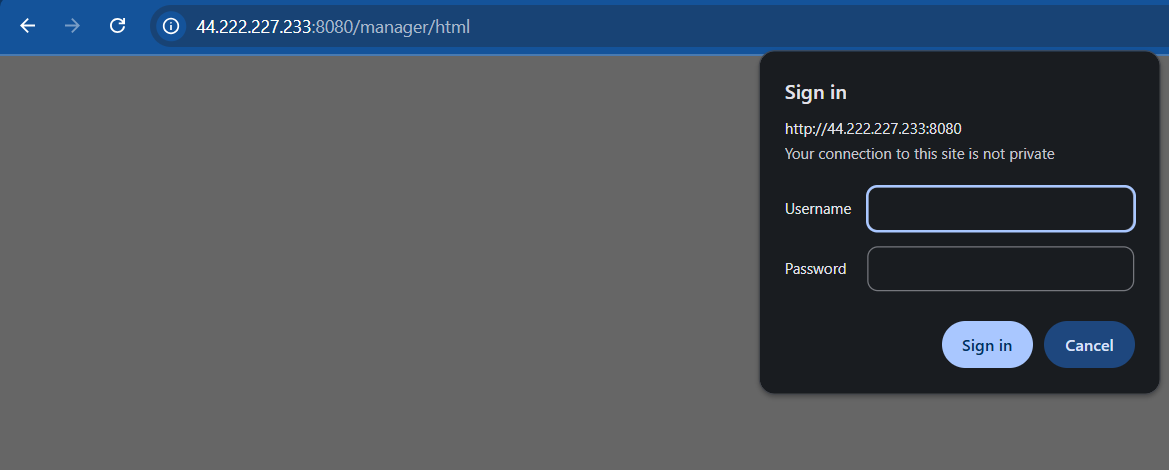 44.222.227.233:8080/manager/html
Sign in
http://44.222.227.233:8080
Your connection to this site is not private
Username
Password
Sign in Cancel